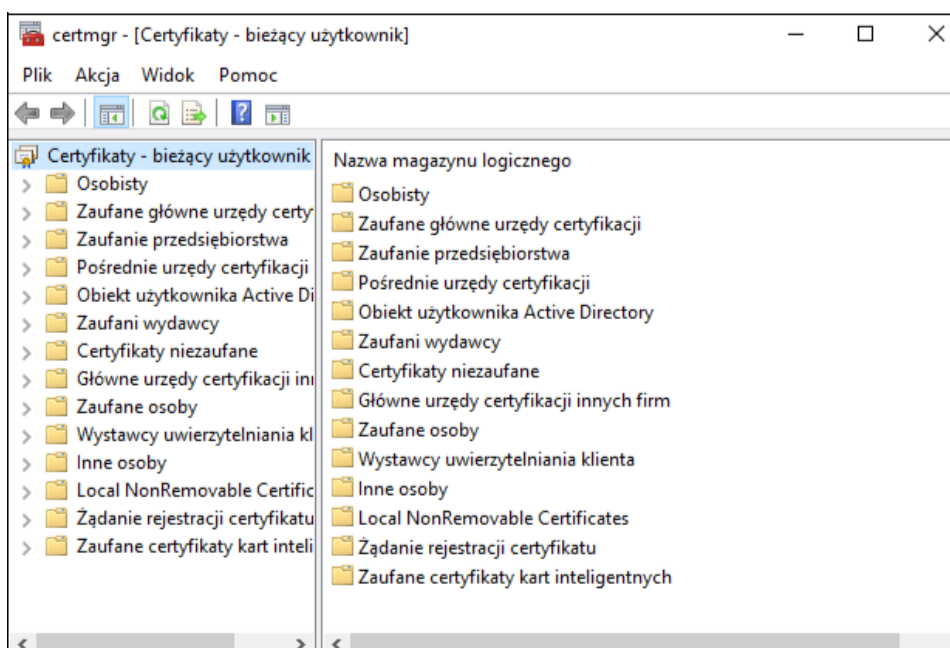 certmgr - [Certyfikaty - bieżący użytkownik]
Plik Akcja Widok Pomoc
Certyfikaty - bieżący użytkownik
Osobisty
Zaufane główne urzędy certy
Zaufanie przedsiębiorstwa
Pośrednie urzędy certyfikacji
Obiekt użytkownika Active Di
Zaufani wydawcy
Certyfikaty niezaufane
Główne urzędy certyfikacji inn
Zaufane osoby
Wystawcy uwierzytelniania kl
Inne osoby
Local NonRemovable Certific
Żądanie rejestracji certyfikatu
Zaufane certyfikaty kart inteli
Nazwa magazynu logicznego
Osobisty
Zaufane główne urzędy certyfikacji
Zaufanie przedsiębiorstwa
Pośrednie urzędy certyfikacji
Obiekt użytkownika Active Directory
Zaufani wydawcy
Certyfikaty niezaufane
Główne urzędy certyfikacji innych firm
Zaufane osoby
Wystawcy uwierzytelniania klienta
Inne osoby
Local NonRemovable Certificates
Żądanie rejestracji certyfikatu
Zaufane certyfikaty kart inteligentnych